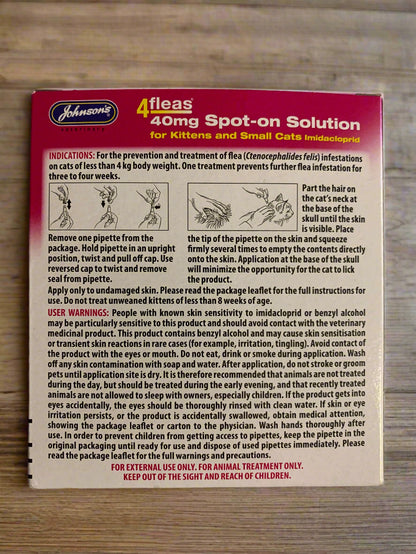 Johnson's
VETERINARY
4fleas
40mg Spot-on Solution
for Kittens and Small Cats Imidacloprid
INDICATIONS: For the prevention and treatment of flea (Ctenocephalides felis) infestations
on cats of less than 4 kg body weight. One treatment prevents further flea infestation for
three to four weeks.
Remove one pipette from the
package. Hold pipette in an upright
position, twist and pull off cap. Use
reversed cap to twist and remove
seal from pipette.
Part the hair on
the cat's neck at
the base of the
skull until the skin
is visible. Place
the tip of the pipette on the skin and squeeze
firmly several times to empty the contents directly
onto the skin. Application at the base of the skull
will minimize the opportunity for the cat to lick
the product.
Apply only to undamaged skin. Please read the package leaflet for the full instructions for
use. Do not treat unweaned kittens of less than 8 weeks of age.
USER WARNINGS: People with known skin sensitivity to imidacloprid or benzyl alcohol
may be particularly sensitive to this product and should avoid contact with the veterinary
medicinal product. This product contains benzyl alcohol and may cause skin sensitisation
or transient skin reactions in rare cases (for example, irritation, tingling). Avoid contact of
the product with the eyes or mouth. Do not eat, drink or smoke during application. Wash
off any skin contamination with soap and water. After application, do not stroke or groom
pets until application site is dry. It is therefore recommended that animals are not treated
during the day, but should be treated during the early evening, and that recently treated
animals are not allowed to sleep with owners, especially children. If the product gets into
eyes accidentally, the eyes should be thoroughly rinsed with clean water. If skin or eye
irritation persists, or the product is accidentally swallowed, obtain medical attention,
showing the package leaflet or carton to the physician. Wash hands thoroughly after
use. In order to prevent children from getting access to pipettes, keep the pipette in the
original packaging until ready for use and dispose of used pipettes immediately. Please
read the package leaflet for the full warnings and precautions.
FOR EXTERNAL USE ONLY. FOR ANIMAL TREATMENT ONLY.
KEEP OUT OF THE SIGHT AND REACH OF CHILDREN.